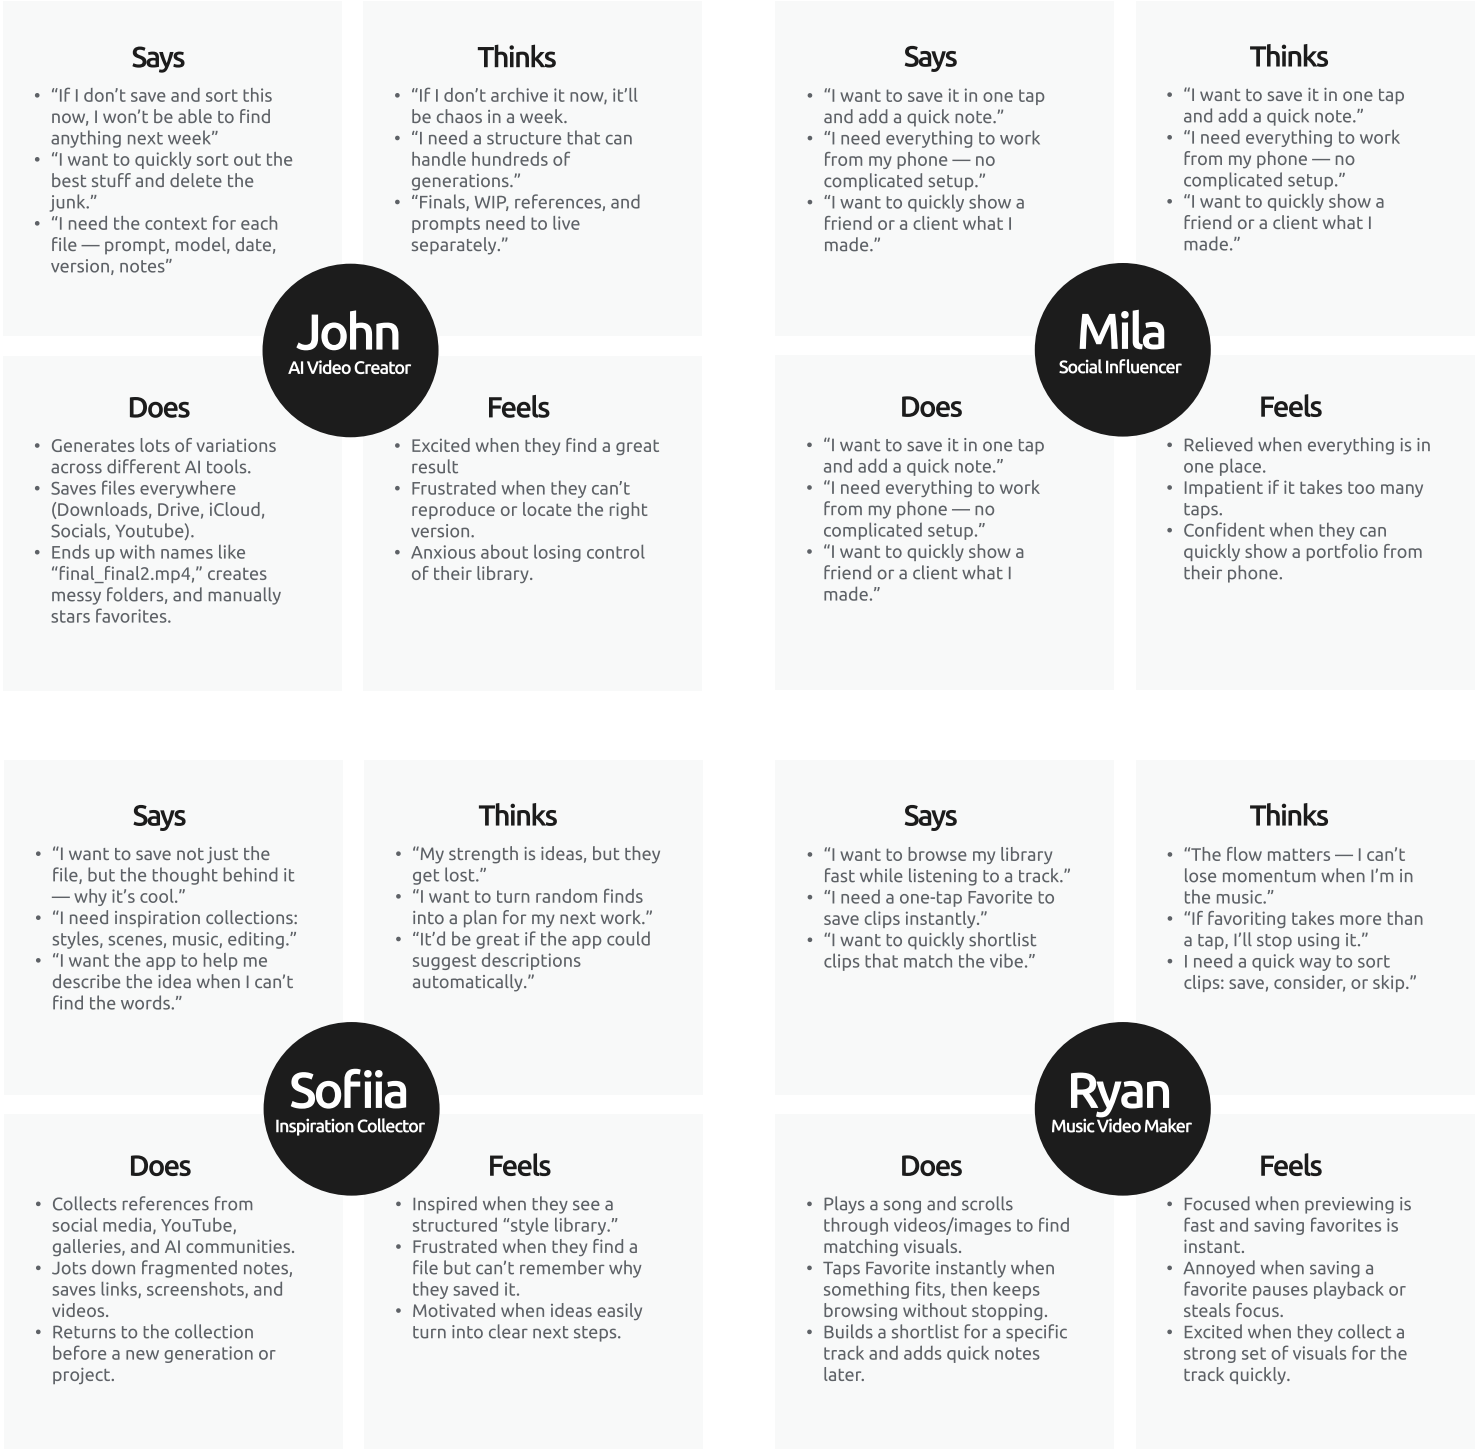 Says
• “If I don’t save and sort this
now, I won’t be able to find
anything next week”
• “I want to quickly sort out the
best stuff and delete the
junk.”
• “I need the context for each
file — prompt, model, date,
version, notes”
Thinks
• “If I don’t archive it now, it’ll
be chaos in a week.
• “I need a structure that can
handle hundreds of
generations.”
• “Finals, WIP, references, and
prompts need to live
separately.”
John
AI Video Creator
Does
• Generates lots of variations
across different AI tools.
• Saves files everywhere
(Downloads, Drive, iCloud,
Socials, Youtube).
• Ends up with names like
“final_final2.mp4,” creates
messy folders, and manually
stars favorites.
Feels
• Excited when they find a great
result
• Frustrated when they can’t
reproduce or locate the right
version.
• Anxious about losing control
of their library.
Says
• “I want to save it in one tap
and add a quick note.”
• “I need everything to work
from my phone — no
complicated setup.”
• “I want to quickly show a
friend or a client what I
made.”
Thinks
• “I want to save it in one tap
and add a quick note.”
• “I need everything to work
from my phone — no
complicated setup.”
• “I want to quickly show a
friend or a client what I
made.”
Mila
Social Influencer
Does
• “I want to save it in one tap
and add a quick note.”
• “I need everything to work
from my phone — no
complicated setup.”
• “I want to quickly show a
friend or a client what I
made.”
Feels
• Relieved when everything is in
one place.
• Impatient if it takes too many
taps.
• Confident when they can
quickly show a portfolio from
their phone.
Says
• “I want to save not just the
file, but the thought behind it
— why it’s cool.”
• “I need inspiration collections:
styles, scenes, music, editing.”
• “I want the app to help me
describe the idea when I can’t
find the words.”
Thinks
• “My strength is ideas, but they
get lost.”
• “I want to turn random finds
into a plan for my next work.”
• “It’d be great if the app could
suggest descriptions
automatically.”
Sofiia
Inspiration Collector
Does
• Collects references from
social media, YouTube,
galleries, and AI communities.
• Jots down fragmented notes,
saves links, screenshots, and
videos.
• Returns to the collection
before a new generation or
project.
Feels
• Inspired when they see a
structured “style library.”
• Frustrated when they find a
file but can’t remember why
they saved it.
• Motivated when ideas easily
turn into clear next steps.
Says
• “I want to browse my library
fast while listening to a track.”
• “I need a one-tap Favorite to
save clips instantly.”
• “I want to quickly shortlist
clips that match the vibe.”
Thinks
• “The flow matters — I can’t
lose momentum when I’m in
the music.”
• “If favoriting takes more than
a tap, I’ll stop using it.”
• I need a quick way to sort
clips: save, consider, or skip.”
Ryan
Music Video Maker
Does
• Plays a song and scrolls
through videos/images to find
matching visuals.
• Taps Favorite instantly when
something fits, then keeps
browsing without stopping.
• Builds a shortlist for a specific
track and adds quick notes
later.
Feels
• Focused when previewing is
fast and saving favorites is
instant.
• Annoyed when saving a
favorite pauses playback or
steals focus.
• Excited when they collect a
strong set of visuals for the
track quickly.